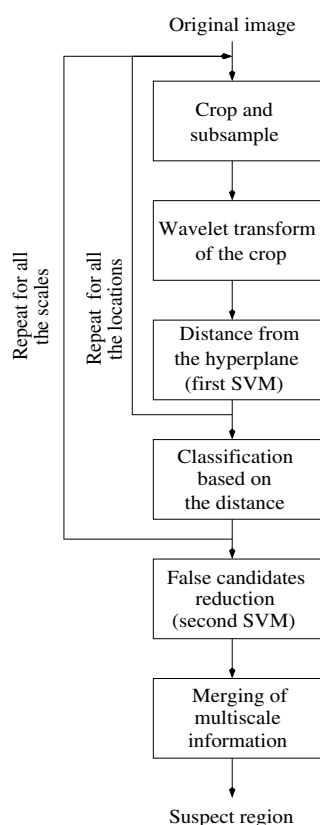 Original image
Crop and
subsample
Wavelet transform
of the crop
Distance from
the hyperplane
(first SVM)
Classification
based on
the distance
False candidates
reduction
(second SVM)
Merging of
multiscale
information
Suspect region
Repeat for all
the scales
Repeat for all
the locations